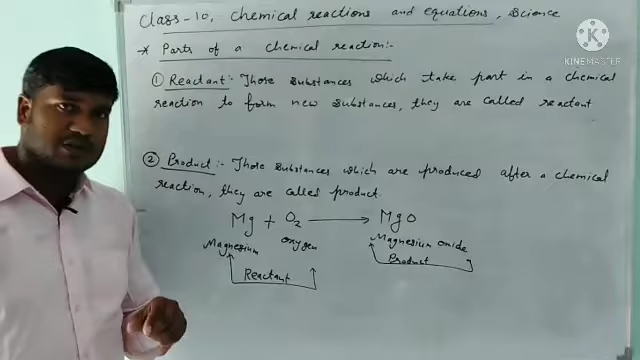 Class-10, Chemical reactions and equations, Science
* Parts of a chemical reaction:-
① Reactant:- Those substances which take part in a chemical
reaction to form new substances, they are called reactant
② Product:- Those substances which are produced after a chemical
reaction, they are called product.
Mg + O₂ → MgO
Magnesium oxygen Magnesium oxide
Reactant Product
KINEMASTER